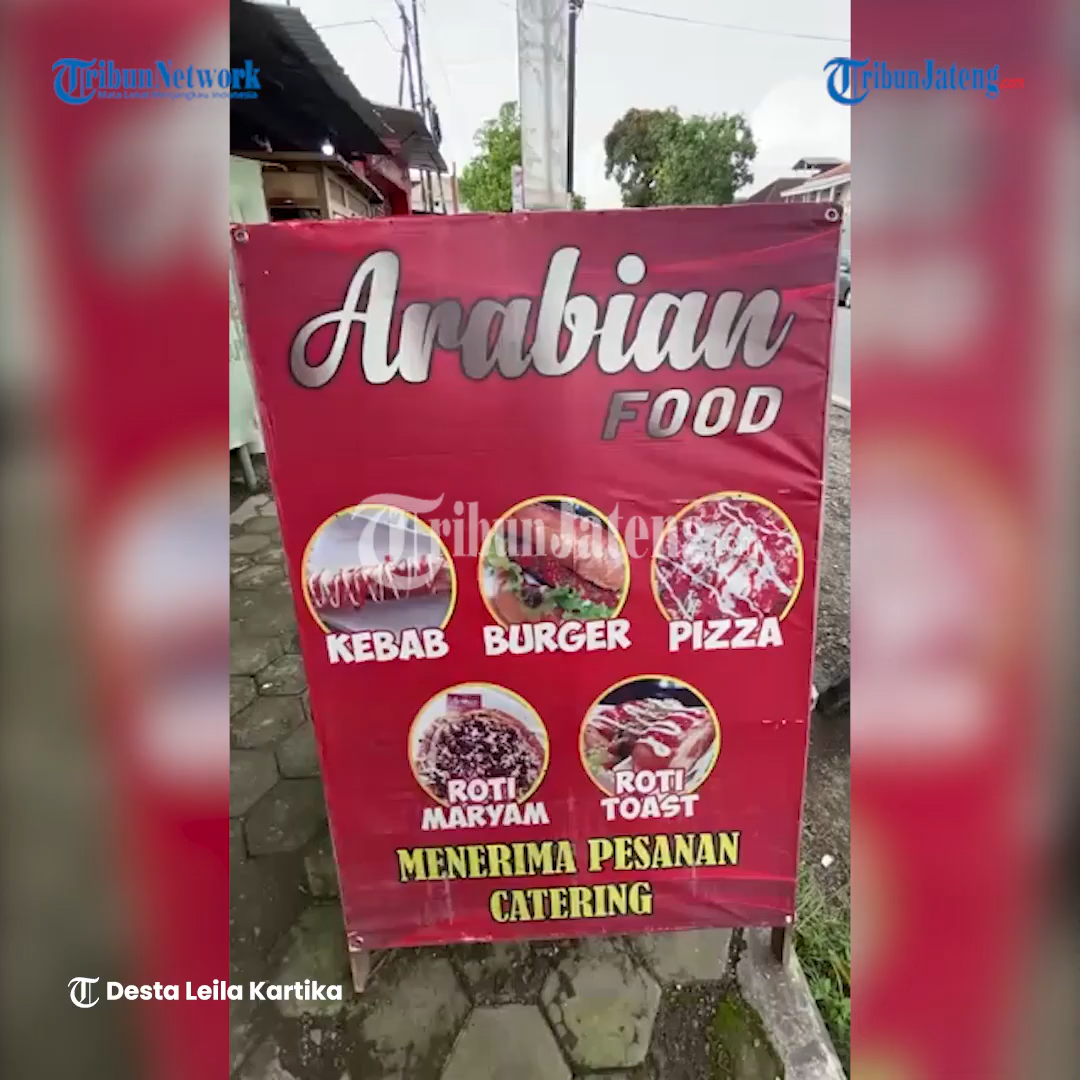 TribunNetwork
TribunJateng
Arabian
FOOD
TribunJateng
KEBAB
BURGER
PIZZA
ROTI
MARYAM
ROTI
TOAST
MENERIMA PESANAN
CATERING
Desta Leila Kartika